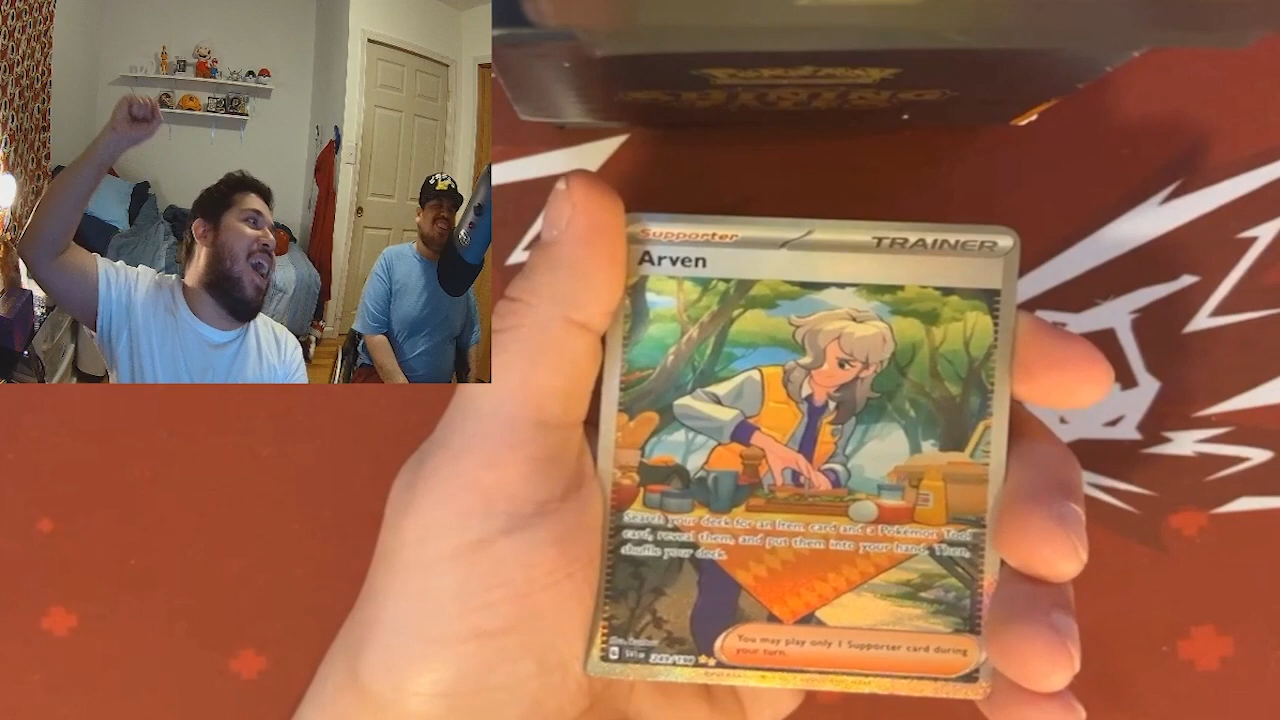 Supporter
TRAINER
Arven
Search your deck for an Item card and a Pokémon Tool
card, reveal them, and put them into your hand. Then,
shuffle your deck.
You may play only 1 Supporter card during
your turn.